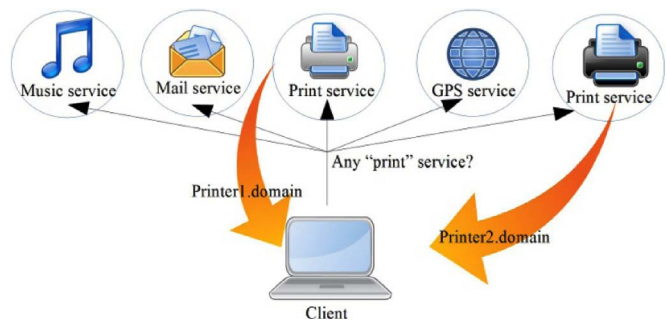 Music service
Mail service
Print service
GPS service
Print service
Any “print” service?
Printer1.domain
Printer2.domain
Client